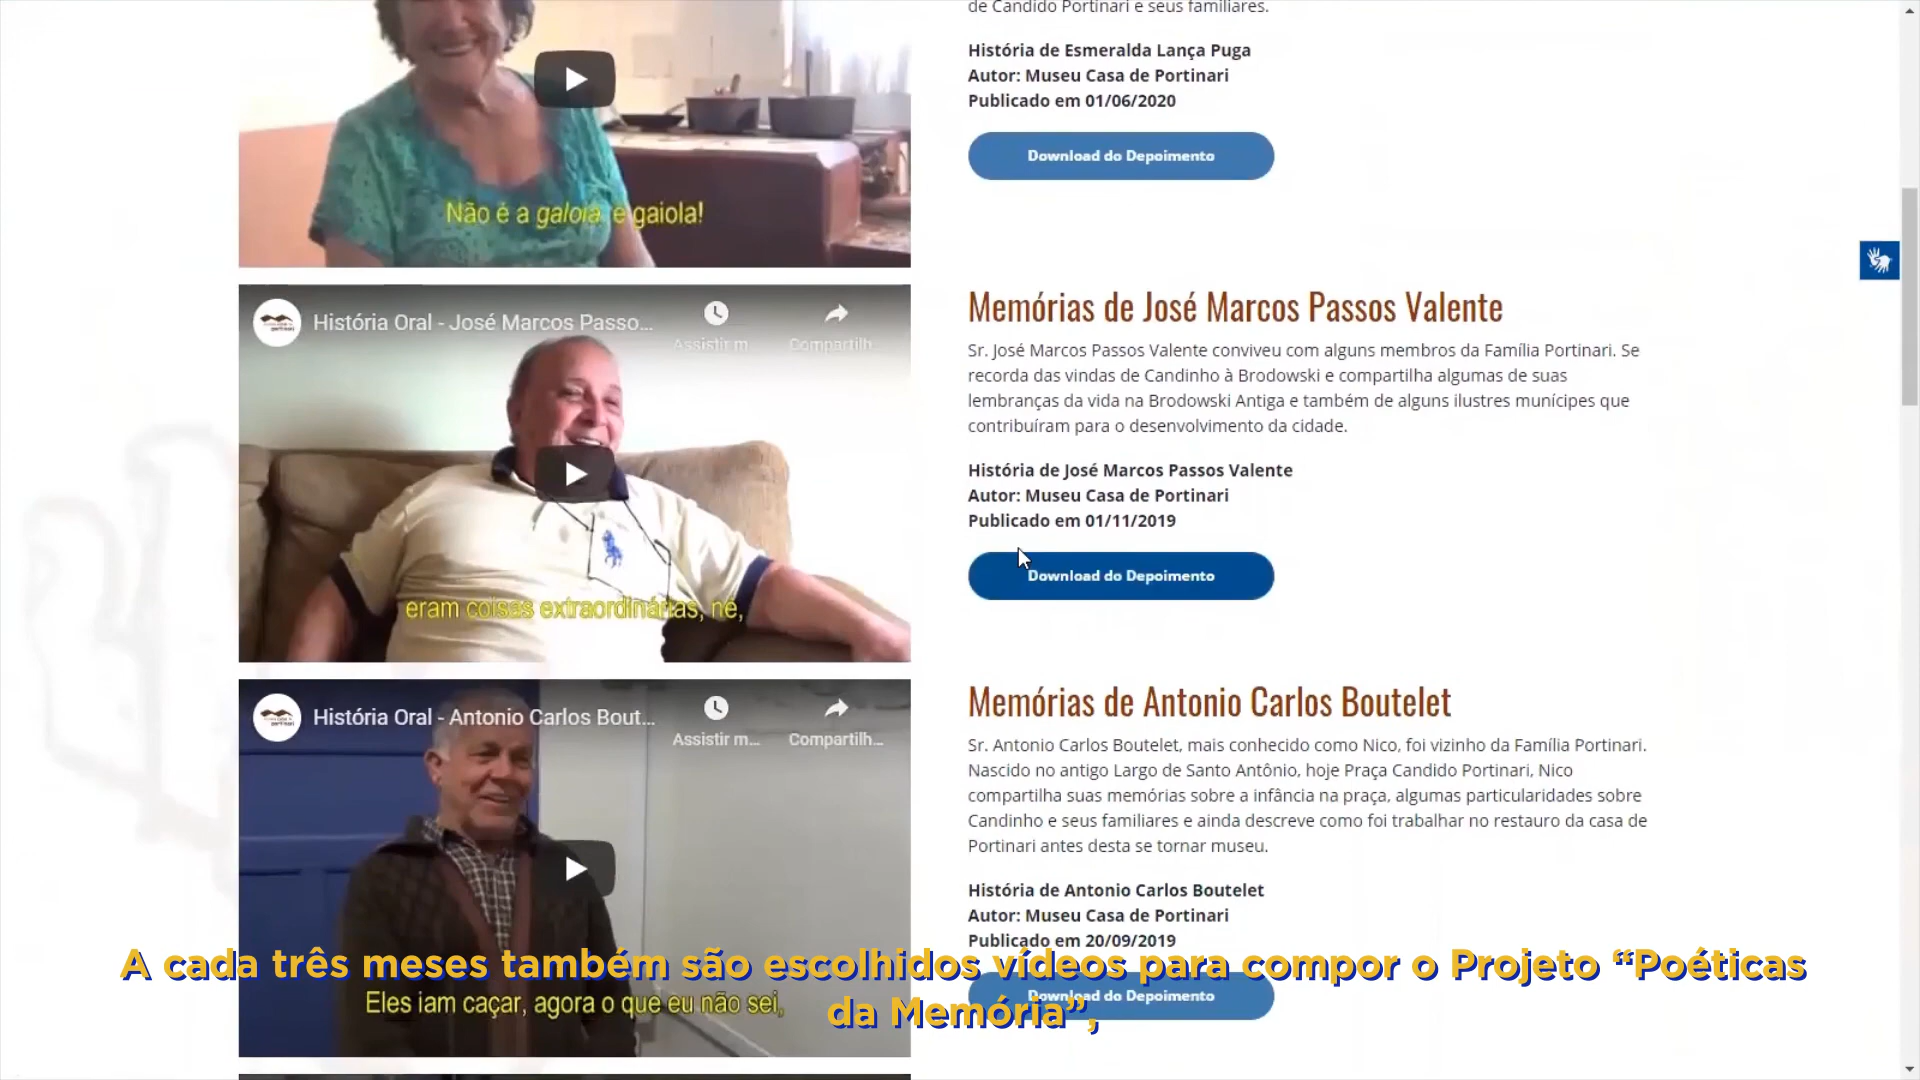 de Candido Portinari e seus familiares.
História de Esmeralda Lança Puga
Autor: Museu Casa de Portinari
Publicado em 01/06/2020
Download do Depoimento
Não é a galoia, é gaiola!
História Oral - José Marcos Passo...
Assistir m...
Compartilh...
eram coisas extraordinárias, né,
Memórias de José Marcos Passos Valente
Sr. José Marcos Passos Valente conviveu com alguns membros da Família Portinari. Se
recorda das vindas de Candinho à Brodowski e compartilha algumas de suas
lembranças da vida na Brodowski Antiga e também de alguns ilustres munícipes que
contribuíram para o desenvolvimento da cidade.
História de José Marcos Passos Valente
Autor: Museu Casa de Portinari
Publicado em 01/11/2019
Download do Depoimento
História Oral - Antonio Carlos Bout...
Assistir m...
Compartilh...
Eles iam caçar, agora o que eu não sei,
Memórias de Antonio Carlos Boutelet
Sr. Antonio Carlos Boutelet, mais conhecido como Nico, foi vizinho da Família Portinari.
Nascido no antigo Largo de Santo Antônio, hoje Praça Candido Portinari, Nico
compartilha suas memórias sobre a infância na praça, algumas particularidades sobre
Candinho e seus familiares e ainda descreve como foi trabalhar no restauro da casa de
Portinari antes desta se tornar museu.
História de Antonio Carlos Boutelet
Autor: Museu Casa de Portinari
Publicado em 20/09/2019
Download do Depoimento
A cada três meses também são escolhidos vídeos para compor o Projeto “Poéticas
da Memória”,